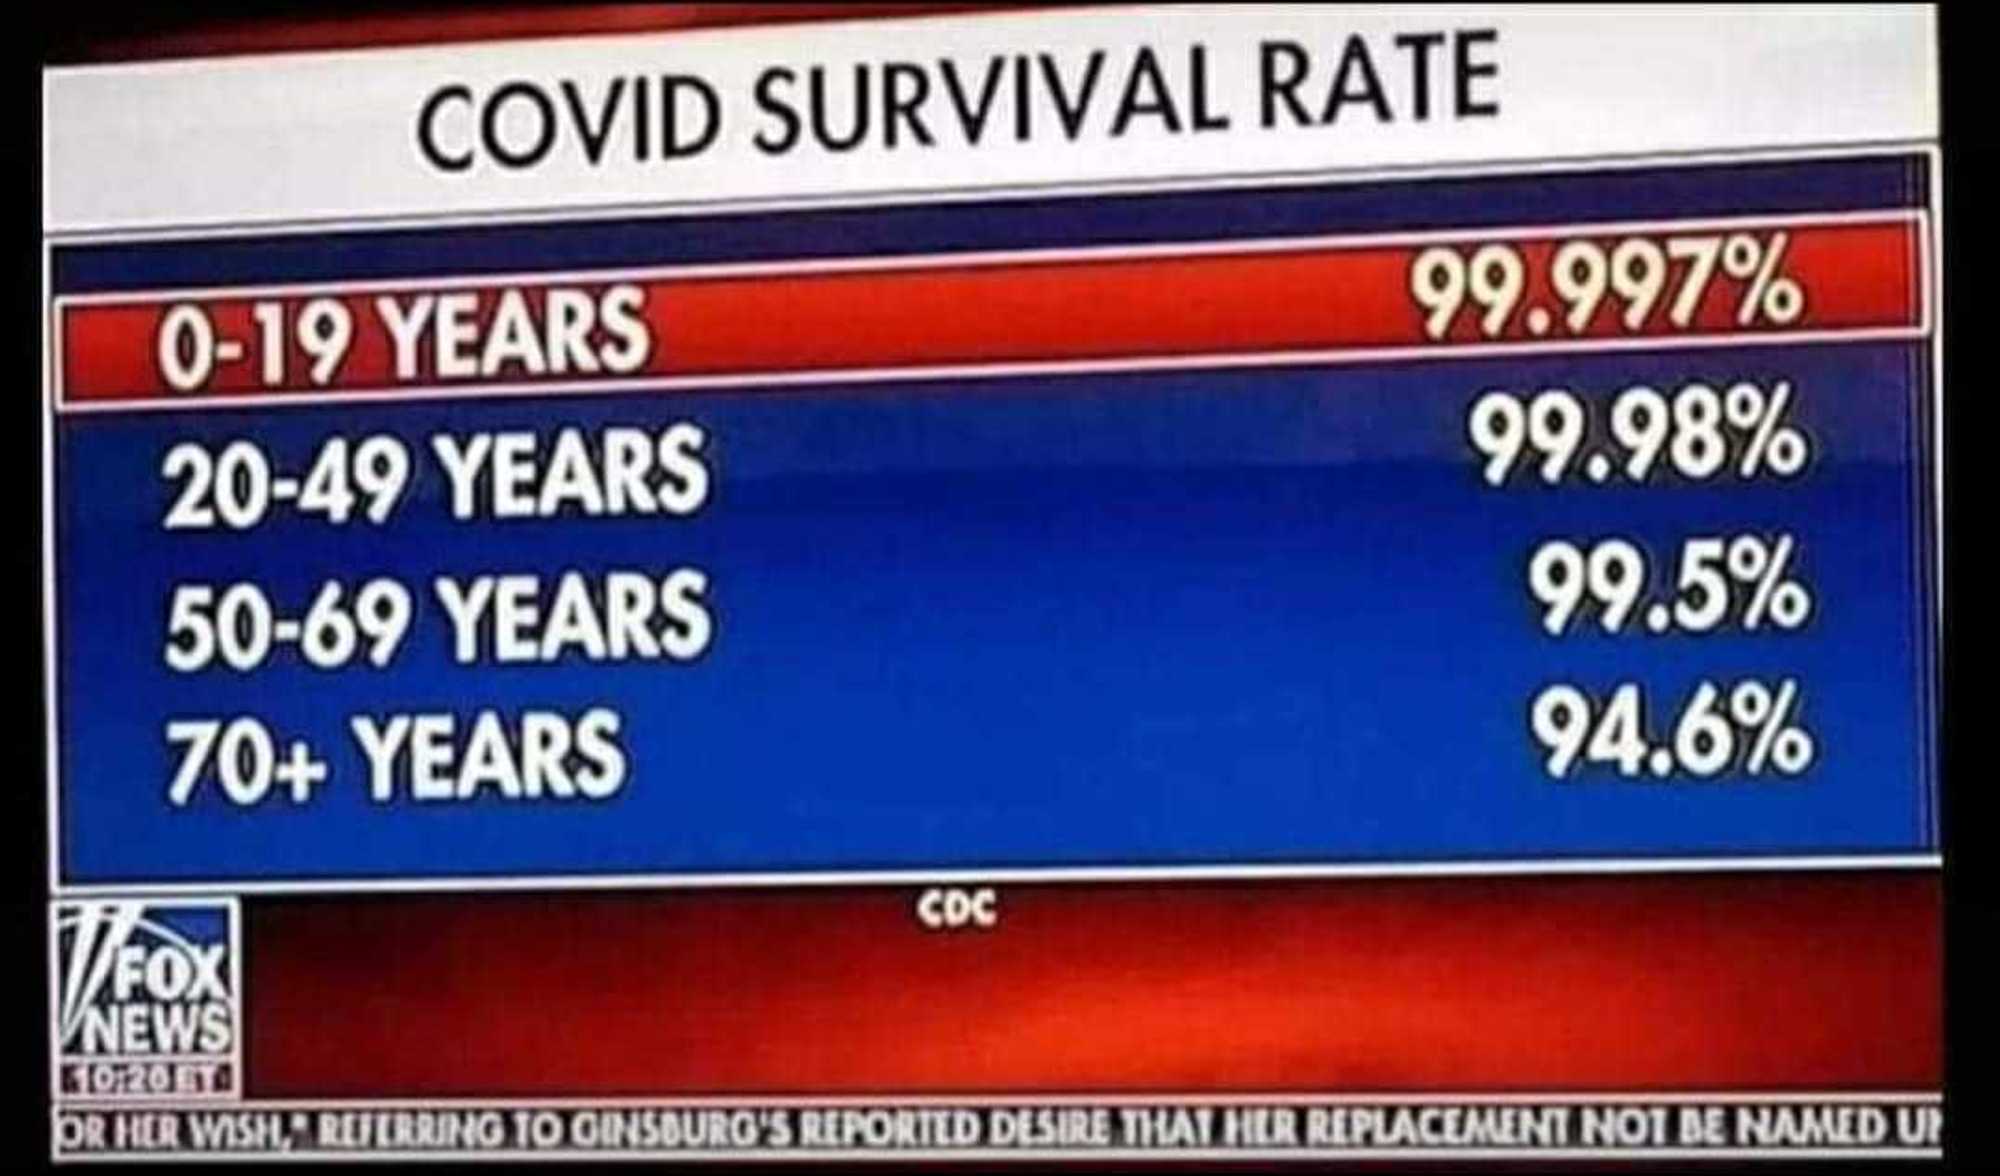 COVID SURVIVAL RATE
0-19 YEARS 99.997%
20-49 YEARS 99.98%
50-69 YEARS 99.5%
70+ YEARS 94.6%
CDC
FOX
NEWS
10:26 ET
OR HER WISH," REFERRING TO GINSBURG'S REPORTED DESIRE THAT HER REPLACEMENT NOT BE NAMED